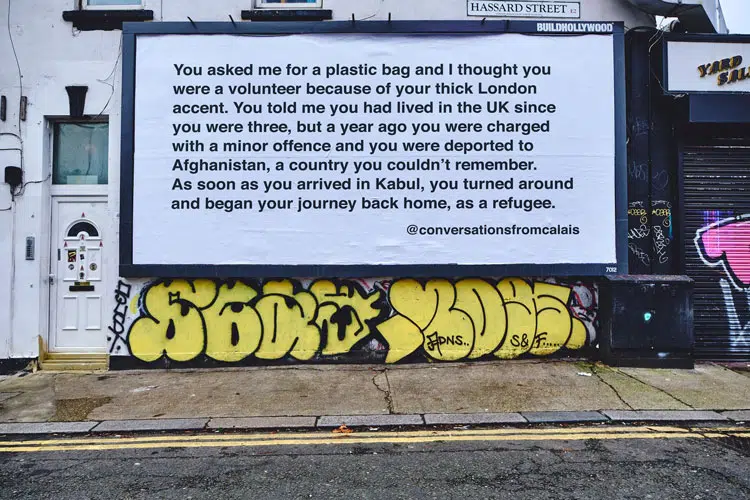 HASSARD STREET E2
BUILDHOLLYWOOD
YARD
SALE
You asked me for a plastic bag and I thought you
were a volunteer because of your thick London
accent. You told me you had lived in the UK since
you were three, but a year ago you were charged
with a minor offence and you were deported to
Afghanistan, a country you couldn't remember.
As soon as you arrived in Kabul, you turned around
and began your journey back home, as a refugee.
@conversationsfromcalais
7012